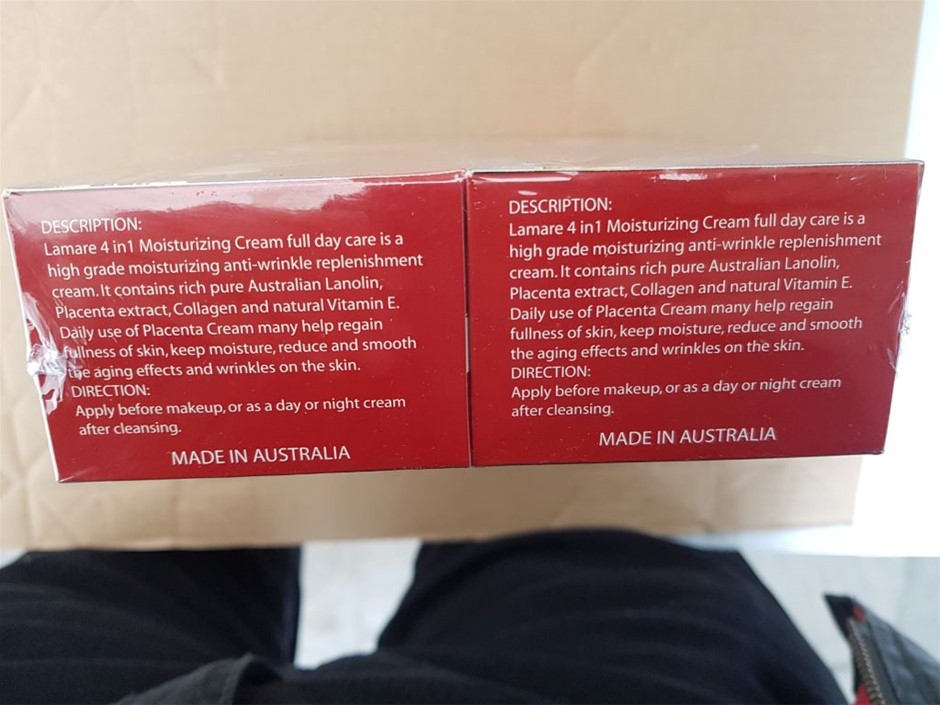 DESCRIPTION:
Lamare 4 in1 Moisturizing Cream full day care is a
high grade moisturizing anti-wrinkle replenishment
cream. It contains rich pure Australian Lanolin,
Placenta extract, Collagen and natural Vitamin E.
Daily use of Placenta Cream many help regain
fullness of skin, keep moisture, reduce and smooth
the aging effects and wrinkles on the skin.
DIRECTION:
Apply before makeup, or as a day or night cream
after cleansing.
MADE IN AUSTRALIA
DESCRIPTION:
Lamare 4 in1 Moisturizing Cream full day care is a
high grade moisturizing anti-wrinkle replenishment
cream. It contains rich pure Australian Lanolin,
Placenta extract, Collagen and natural Vitamin E.
Daily use of Placenta Cream many help regain
fullness of skin, keep moisture, reduce and smooth
the aging effects and wrinkles on the skin.
DIRECTION:
Apply before makeup, or as a day or night cream
after cleansing.
MADE IN AUSTRALIA